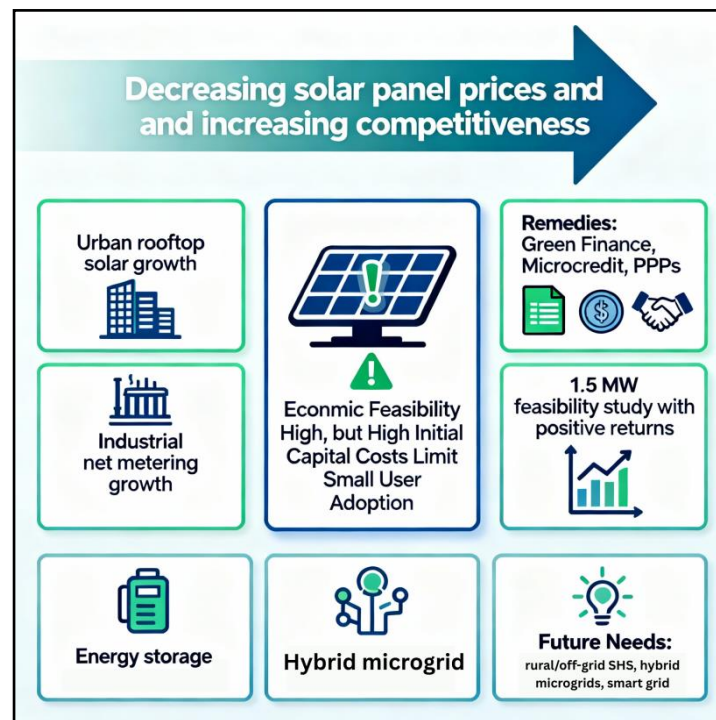 Decreasing solar panel prices and
and increasing competitiveness
Urban rooftop
solar growth
Industrial
net metering
growth
Econmic Feasibility
High, but High Initial
Capital Costs Limit
Small User
Adoption
Remedies:
Green Finance,
Microcredit, PPPs
$
1.5 MW
feasibility study with
positive returns
Energy storage
Hybrid microgrid
Future Needs:
rural/off-grid SHS, hybrid
microgrids, smart grid